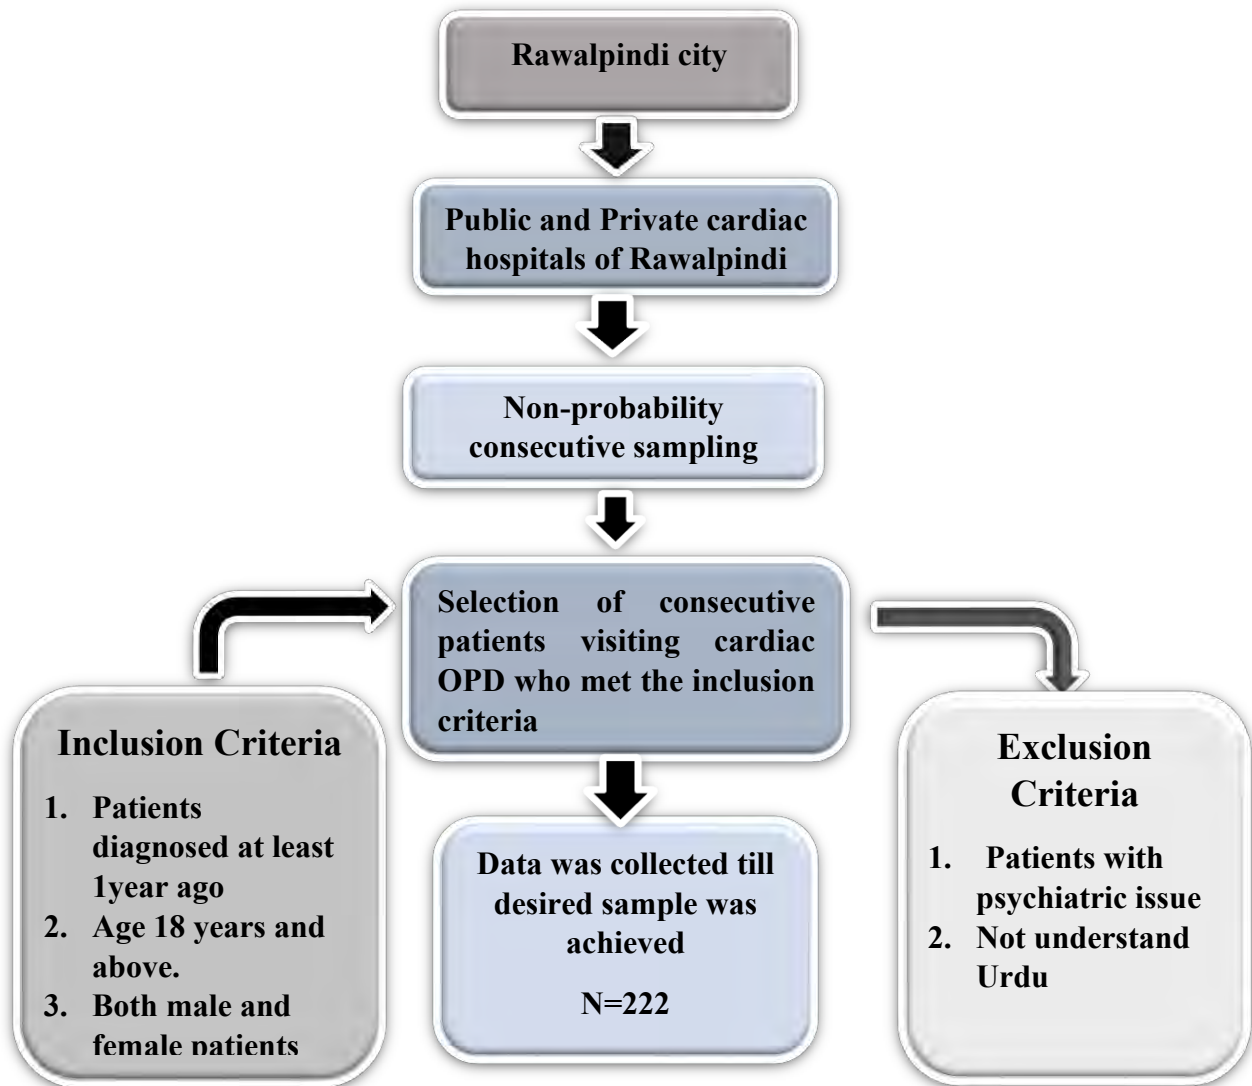 Rawalpindi city
Public and Private cardiac
hospitals of Rawalpindi
Non-probability
consecutive sampling
Selection of consecutive
patients visiting cardiac
OPD who met the inclusion
criteria
Inclusion Criteria
1. Patients
diagnosed at least
1year ago
2. Age 18 years and
above.
3. Both male and
female patients
Data was collected till
desired sample was
achieved
N=222
Exclusion
Criteria
1. Patients with
psychiatric issue
2. Not understand
Urdu